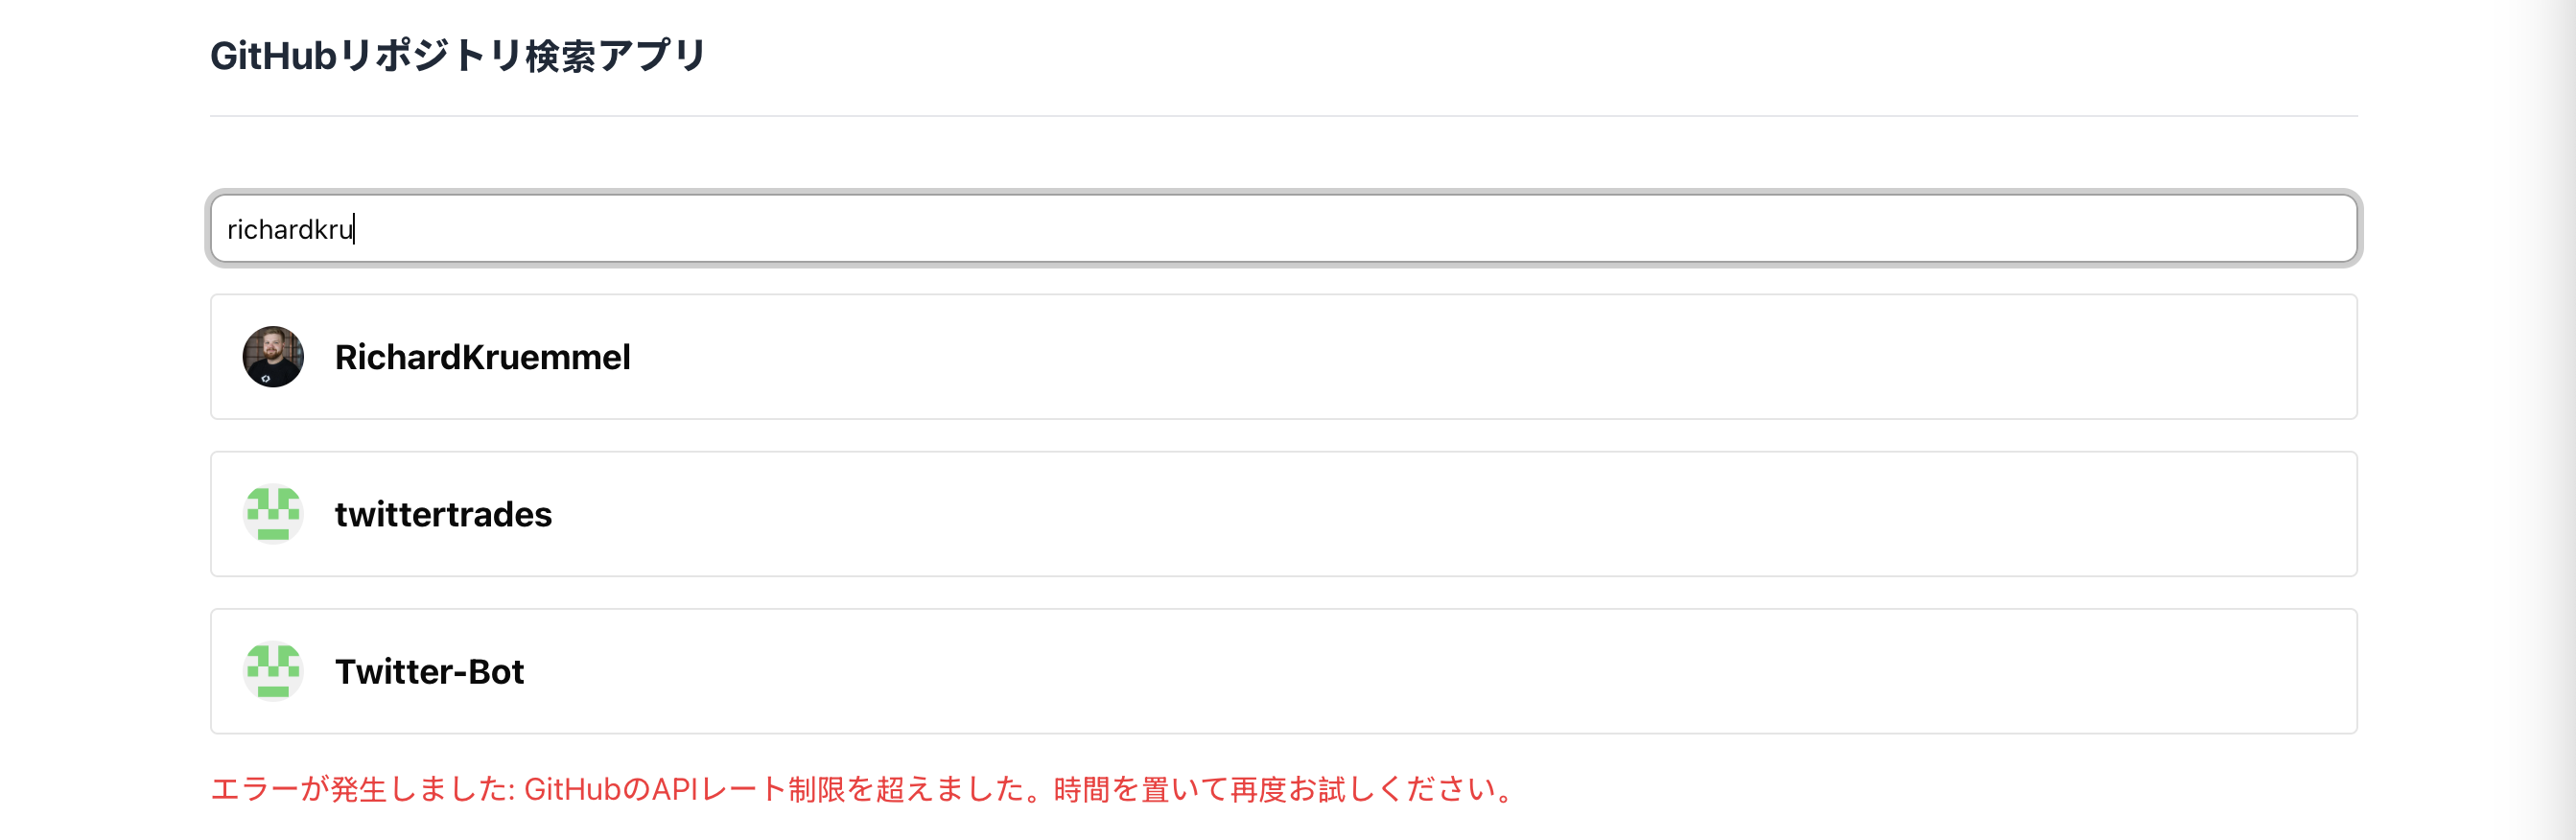 GitHubリポジトリ検索アプリ
richardkru
RichardKruemmel
twittertrades
Twitter-Bot
エラーが発生しました: GitHubのAPIレート制限を超えました。時間を置いて再度お試しください。